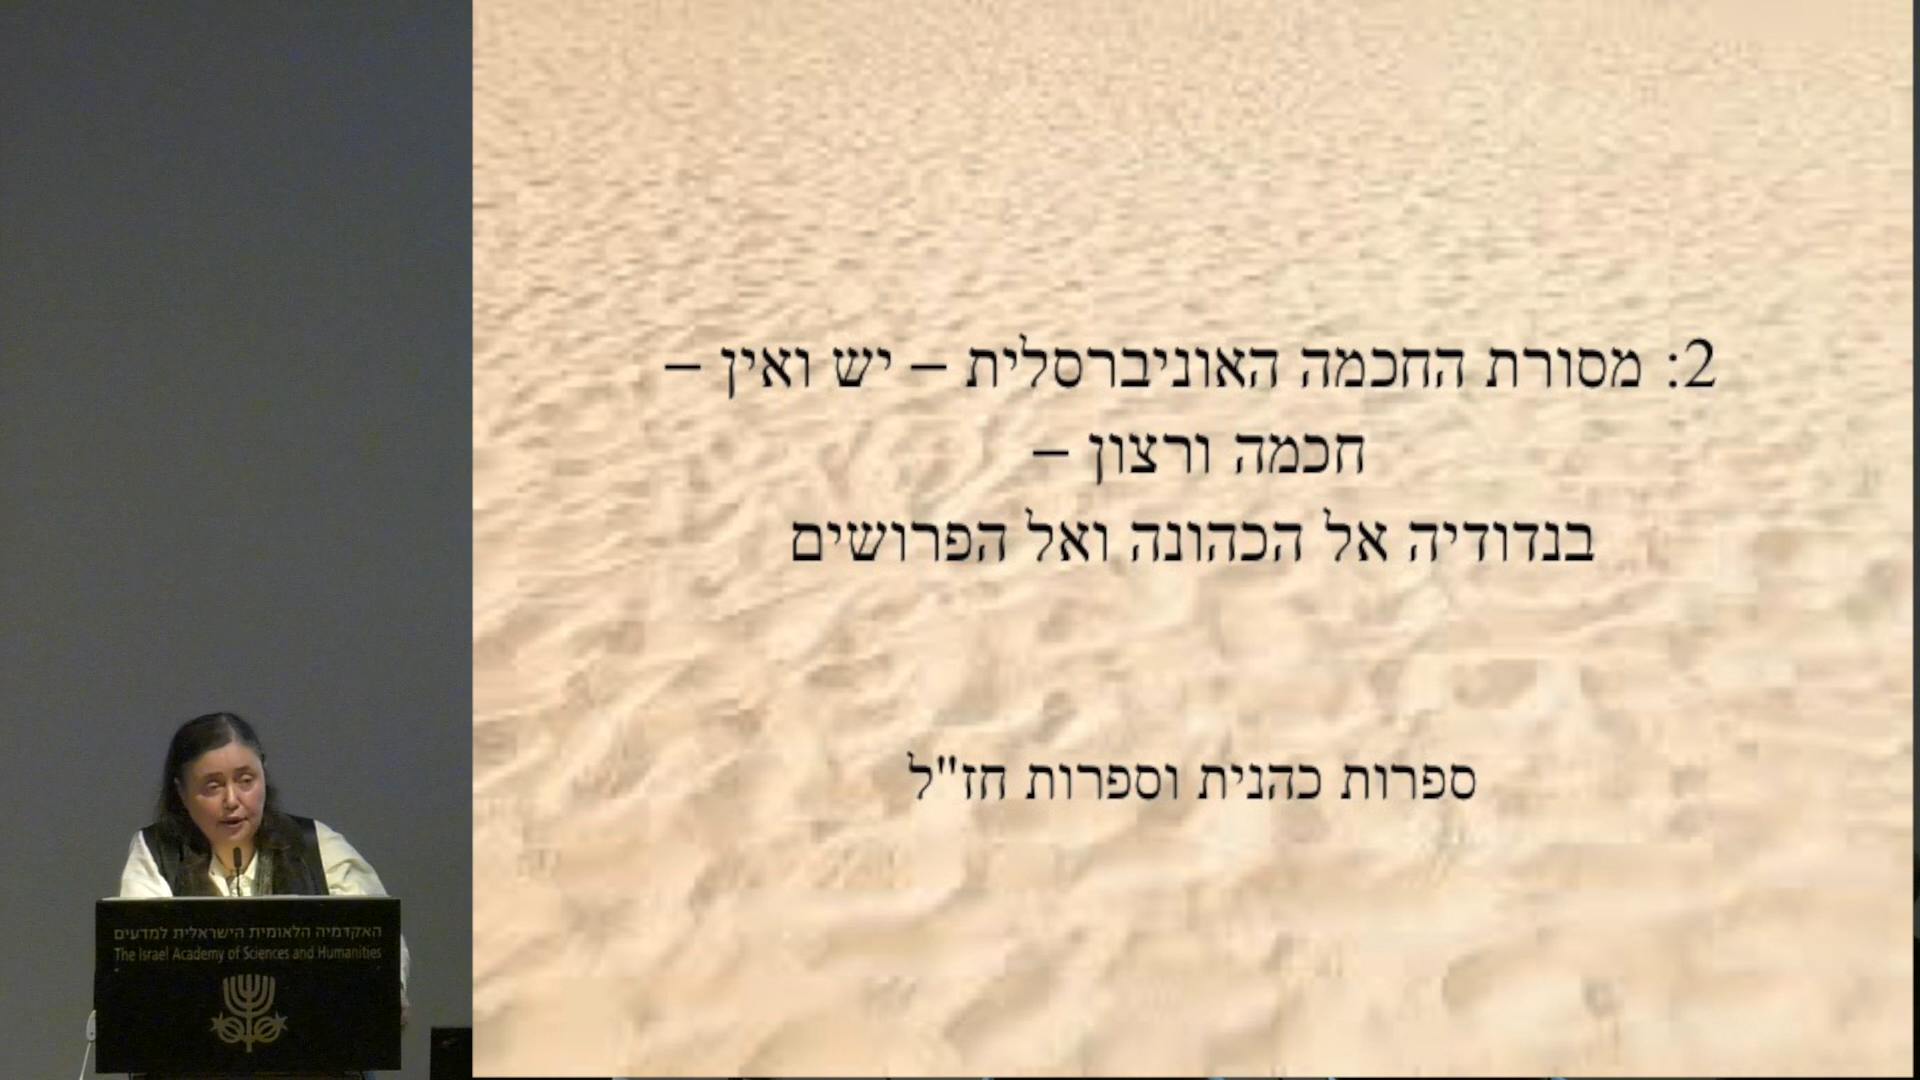 2: מסורת החכמה האוניברסלית – יש ואין –
חכמה ורצון –
בנדודיה אל הכהונה ואל הפרושים
ספרות כהנית וספרות חז"ל
האקדמיה הלאומית הישראלית למדעים
The Israel Academy of Sciences and Humanities